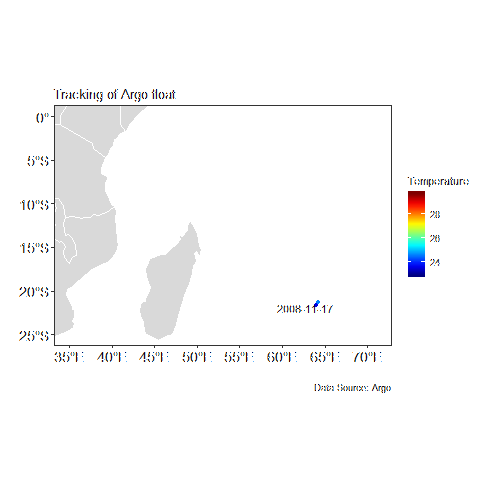 Tracking of Argo float
Temperature
0°
5°S
10°S
15°S
20°S
25°S
28
26
24
2008-11-17
35°E 40°E 45°E 50°E 55°E 60°E 65°E 70°E
Data Source: Argo